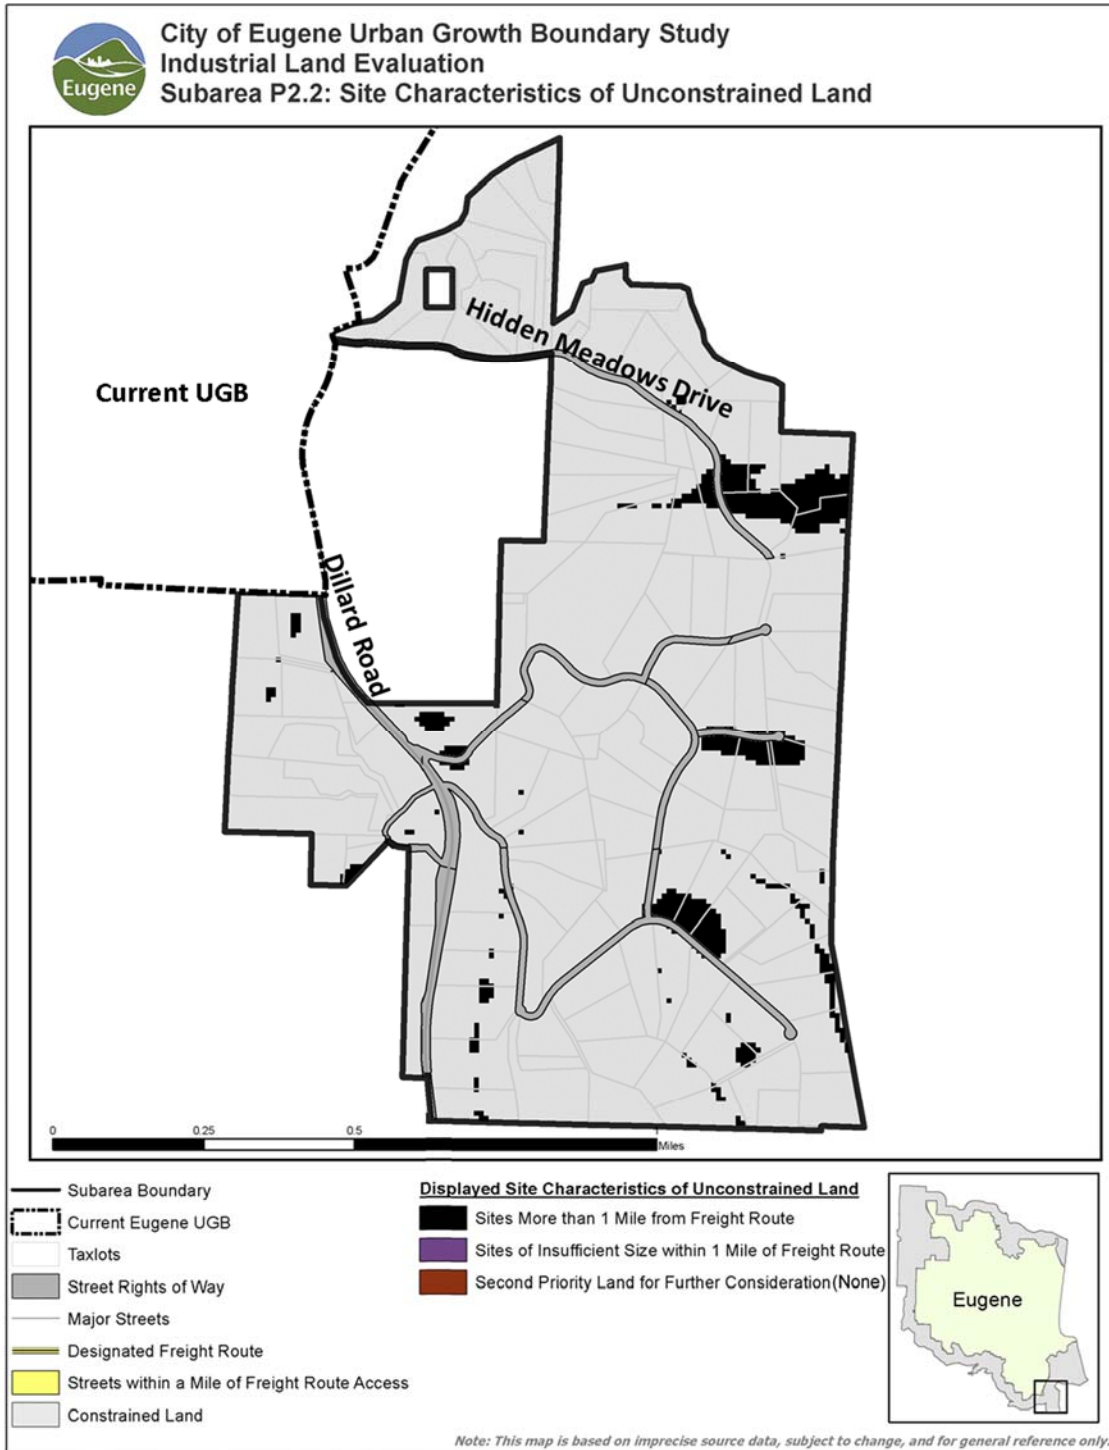 Eugene
City of Eugene Urban Growth Boundary Study
Industrial Land Evaluation
Subarea P2.2: Site Characteristics of Unconstrained Land
Hidden Meadows Drive
Current UGB
Dillard Road
0 0.25 0.5 1 Miles
Subarea Boundary
Current Eugene UGB
Taxlots
Street Rights of Way
Major Streets
Designated Freight Route
Streets within a Mile of Freight Route Access
Constrained Land
Displayed Site Characteristics of Unconstrained Land
Sites More than 1 Mile from Freight Route
Sites of Insufficient Size within 1 Mile of Freight Route
Second Priority Land for Further Consideration(None)
Eugene
Note: This map is based on imprecise source data, subject to change, and for general reference only.